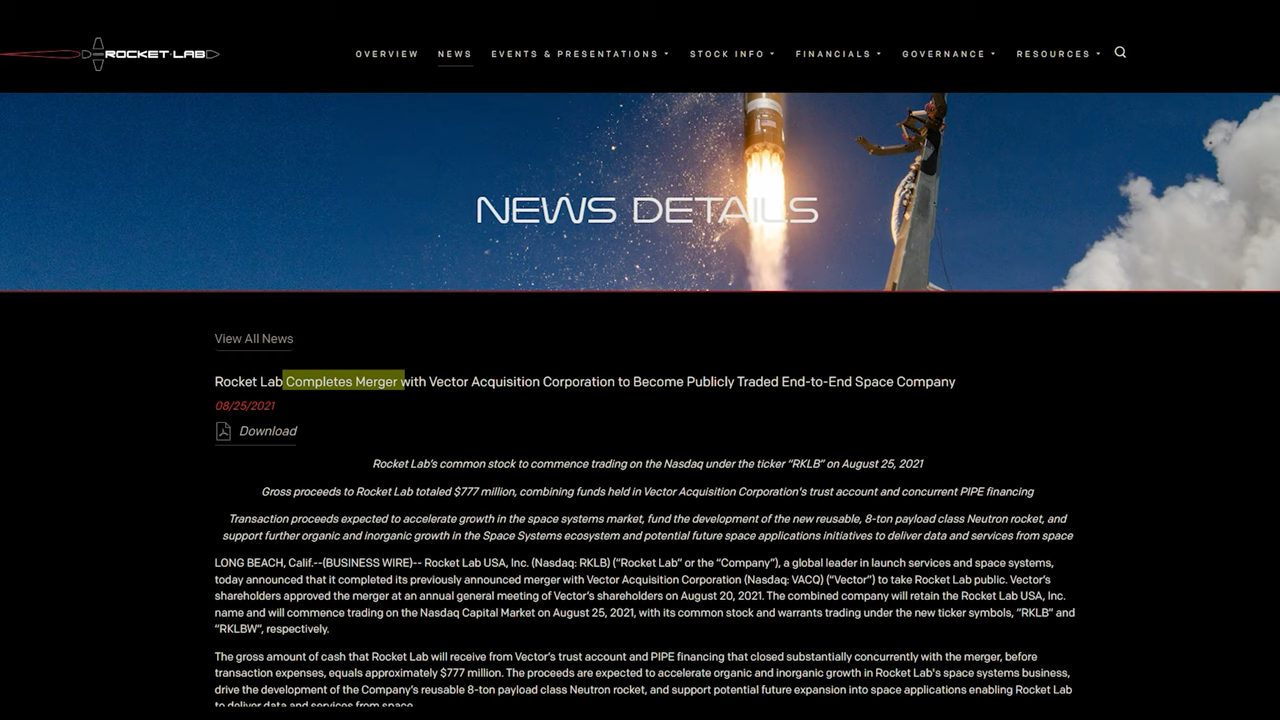 ROCKET LAB
OVERVIEW NEWS EVENTS & PRESENTATIONS STOCK INFO FINANCIALS GOVERNANCE RESOURCES
NEWS DETAILS
View All News
Rocket Lab Completes Merger with Vector Acquisition Corporation to Become Publicly Traded End-to-End Space Company
08/25/2021
Download
Rocket Lab's common stock to commence trading on the Nasdaq under the ticker "RKLB" on August 25, 2021
Gross proceeds to Rocket Lab totaled $777 million, combining funds held in Vector Acquisition Corporation's trust account and concurrent PIPE financing
Transaction proceeds expected to accelerate growth in the space systems market, fund the development of the new reusable, 8-ton payload class Neutron rocket, and
support further organic and inorganic growth in the Space Systems ecosystem and potential future space applications initiatives to deliver data and services from space
LONG BEACH, Calif.--(BUSINESS WIRE)-- Rocket Lab USA, Inc. (Nasdaq: RKLB) ("Rocket Lab" or the "Company"), a global leader in launch services and space systems,
today announced that it completed its previously announced merger with Vector Acquisition Corporation (Nasdaq: VACQ) ("Vector") to take Rocket Lab public. Vector's
shareholders approved the merger at an annual general meeting of Vector's shareholders on August 20, 2021. The combined company will retain the Rocket Lab USA, Inc.
name and will commence trading on the Nasdaq Capital Market on August 25, 2021, with its common stock and warrants trading under the new ticker symbols, "RKLB" and
"RKLBW", respectively.
The gross amount of cash that Rocket Lab will receive from Vector's trust account and PIPE financing that closed substantially concurrently with the merger, before
transaction expenses, equals approximately $777 million. The proceeds are expected to accelerate organic and inorganic growth in Rocket Lab's space systems business,
drive the development of the Company's reusable 8-ton payload class Neutron rocket, and support potential future expansion into space applications enabling Rocket Lab
to deliver data and services from space.